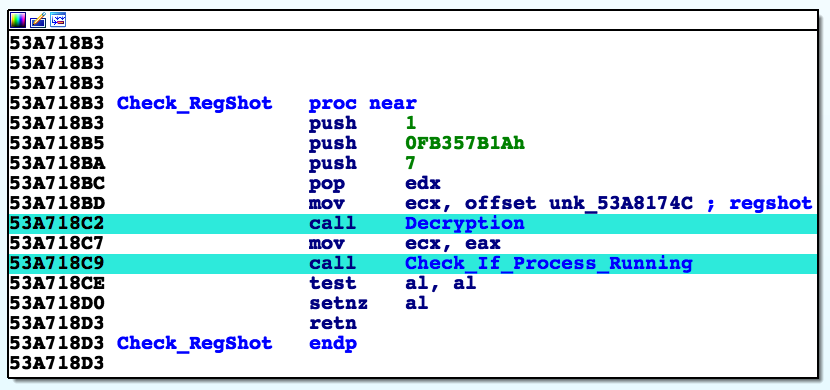 53A718B3
53A718B3
53A718B3
53A718B3 Check_RegShot proc near
53A718B3 push 1
53A718B5 push 0FB357B1Ah
53A718BA push 7
53A718BC pop edx
53A718BD mov ecx, offset unk_53A8174C ; regshot
53A718C2 call Decryption
53A718C7 mov ecx, eax
53A718C9 call Check_If_Process_Running
53A718CE test al, al
53A718D0 setnz al
53A718D3 retn
53A718D3 Check_RegShot endp
53A718D3